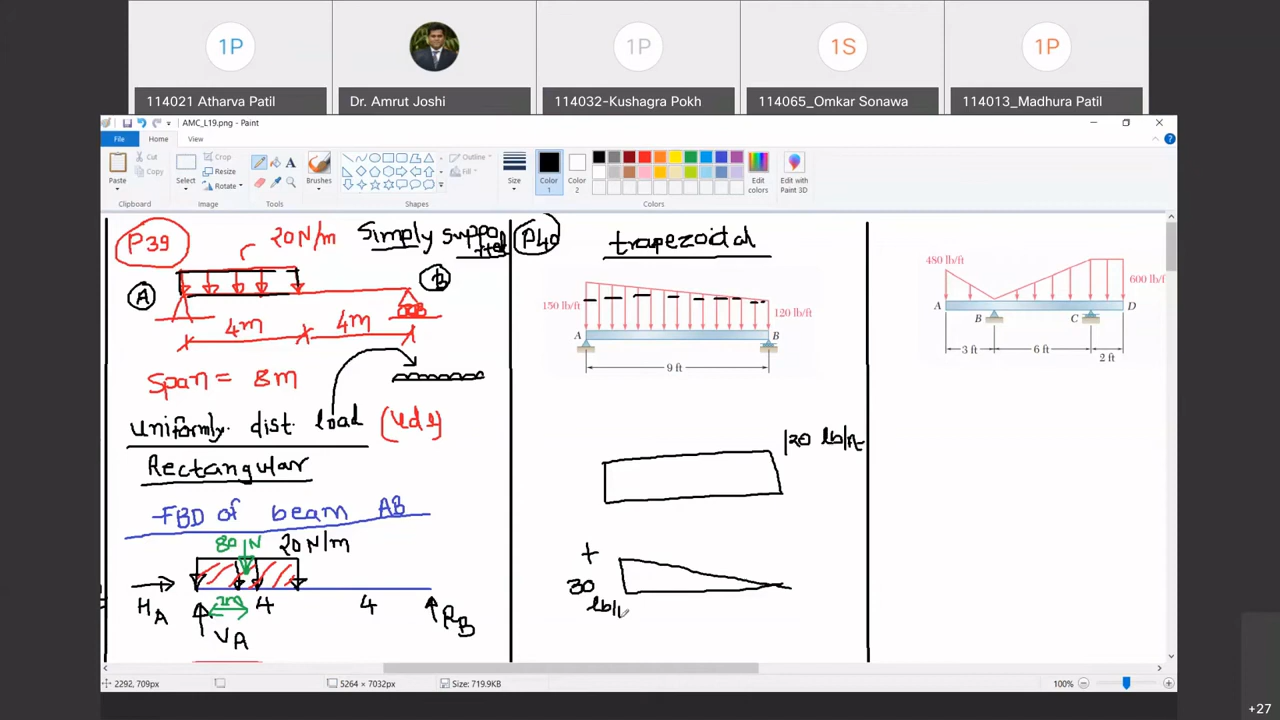 1P
1P
1S
1P
114021 Atharva Patil
Dr. Amrut Joshi
114032-Kushagra Pokh
114065_Omkar Sonawa
114013_Madhura Patil
AMC_L19.png - Paint
File
Home
View
Paste
Cut
Copy
Clipboard
Select
Crop
Resize
Rotate
Image
Tools
Brushes
Shapes
Outline
Fill
Size
Color 1
Color 2
Colors
Edit colors
Edit with Paint 3D
P39
20 N/m
Simply suppo
rted
A
B
4m
4m
Span = 8m
Uniformly dist. load (Udl)
Rectangular
FBD of beam AB
80 N
20 N/m
HA
2m
4
4
VA
RB
P40
trapezoidal
150 lb/ft
120 lb/ft
A
B
9 ft
120 lb/ft
+
30
480 lb/ft
600 lb/ft
A
B
C
D
3 ft
6 ft
2 ft
2292, 709px
5264 × 7032px
Size: 719.9KB
100%
+27